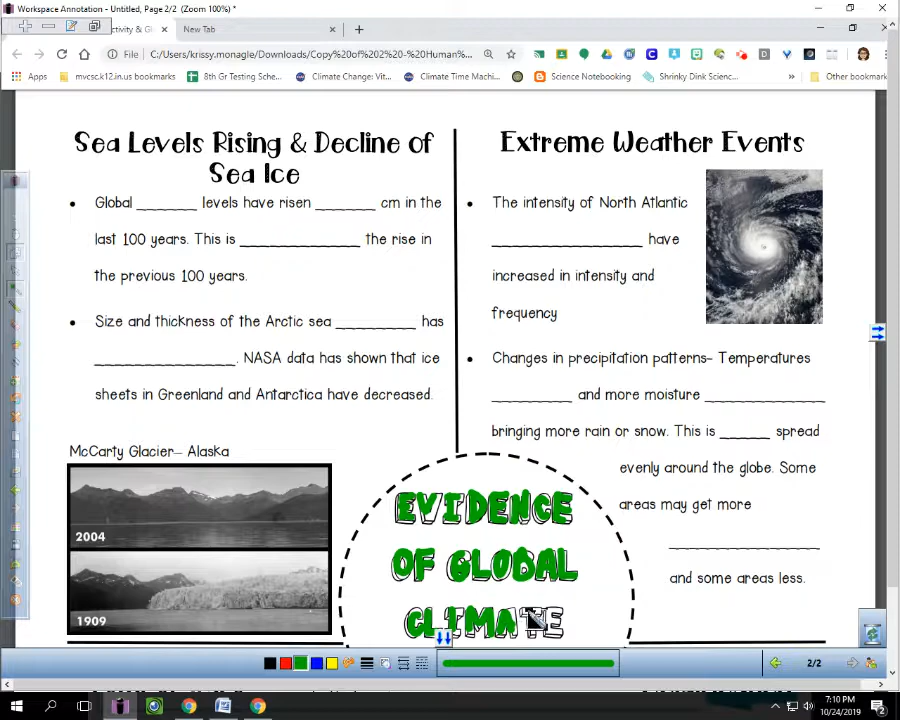 Workspace Annotation - Untitled, Page 2/2 (Zoom 100%) *
ctivity & Gl
New Tab
File
C:/Users/krissy.monagle/Downloads/Copy%20of%202%20-%20Human%...
Apps
mvcsc.k12.in.us bookmarks
8th Gr Testing Sche...
Climate Change: Vit...
Climate Time Machi...
Science Notebooking
Shrinky Dink Scienc...
»
Other bookmark
Sea Levels Rising & Decline of
Sea Ice
• Global _______ levels have risen _______ cm in the
last 100 years. This is ______________ the rise in
the previous 100 years.
• Size and thickness of the Arctic sea _________ has
________________. NASA data has shown that ice
sheets in Greenland and Antarctica have decreased.
McCarty Glacier– Alaska
2004
1909
Extreme Weather Events
• The intensity of North Atlantic
__________________ have
increased in intensity and
frequency
• Changes in precipitation patterns– Temperatures
_________ and more moisture ______________
bringing more rain or snow. This is ______ spread
evenly around the globe. Some
areas may get more
__________________
and some areas less.
EVIDENCE
OF GLOBAL
CLIMATE
2/2
7:10 PM
10/24/2019
2